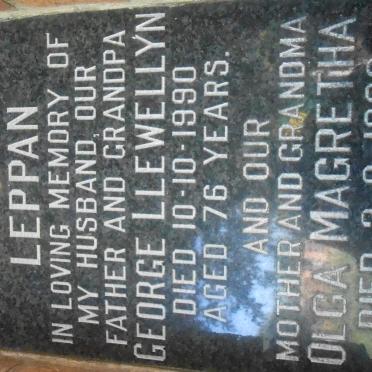 LEPPAN
IN LOVING MEMORY OF
MY HUSBAND, OUR
FATHER AND GRANDPA
GEORGE LLEWELLYN
DIED 10-10-1990
AGED 76 YEARS.
AND OUR
MOTHER AND GRANDMA
OLGA MAGRETHA
DIED